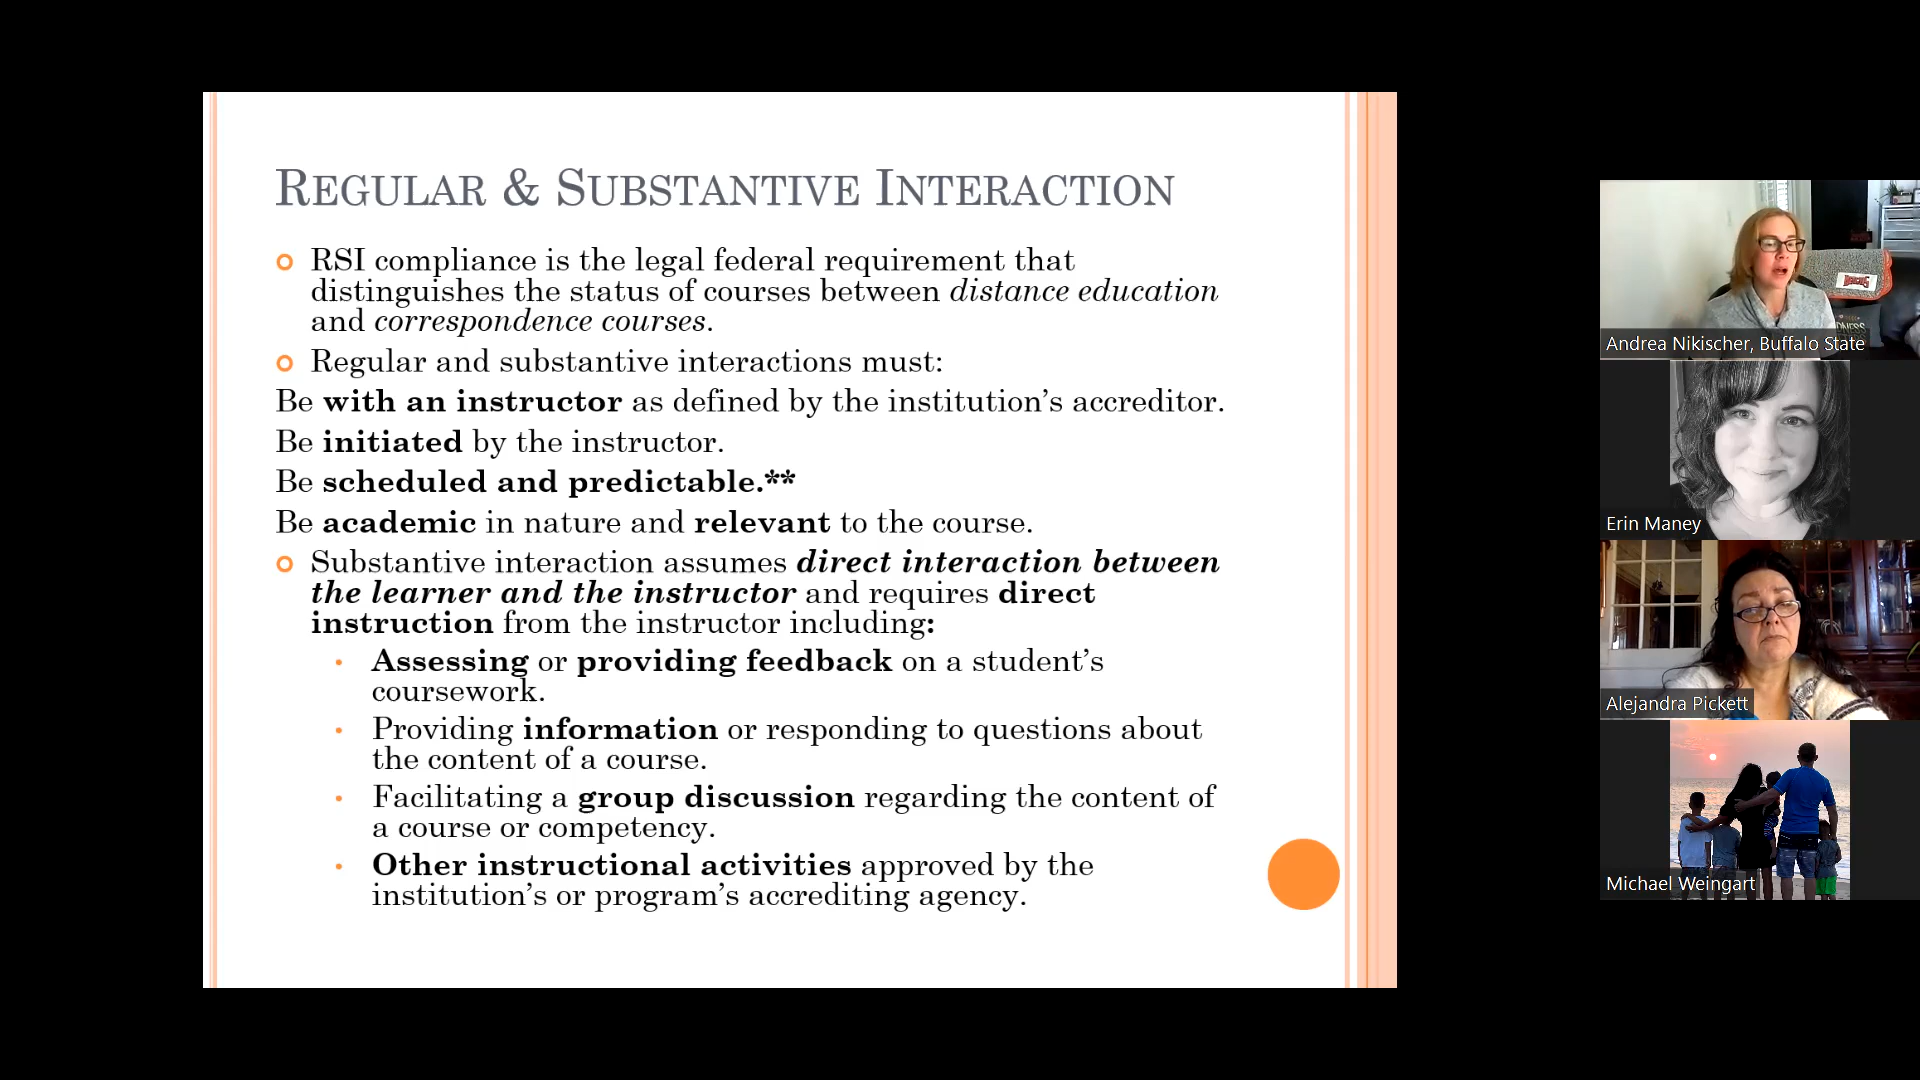 REGULAR & SUBSTANTIVE INTERACTION
RSI compliance is the legal federal requirement that
distinguishes the status of courses between distance education
and correspondence courses.
Regular and substantive interactions must:
Be with an instructor as defined by the institution’s accreditor.
Be initiated by the instructor.
Be scheduled and predictable.**
Be academic in nature and relevant to the course.
Substantive interaction assumes direct interaction between
the learner and the instructor and requires direct
instruction from the instructor including:
Assessing or providing feedback on a student’s
coursework.
Providing information or responding to questions about
the content of a course.
Facilitating a group discussion regarding the content of
a course or competency.
Other instructional activities approved by the
institution’s or program’s accrediting agency.
Andrea Nikischer, Buffalo State
Erin Maney
Alejandra Pickett
Michael Weingart